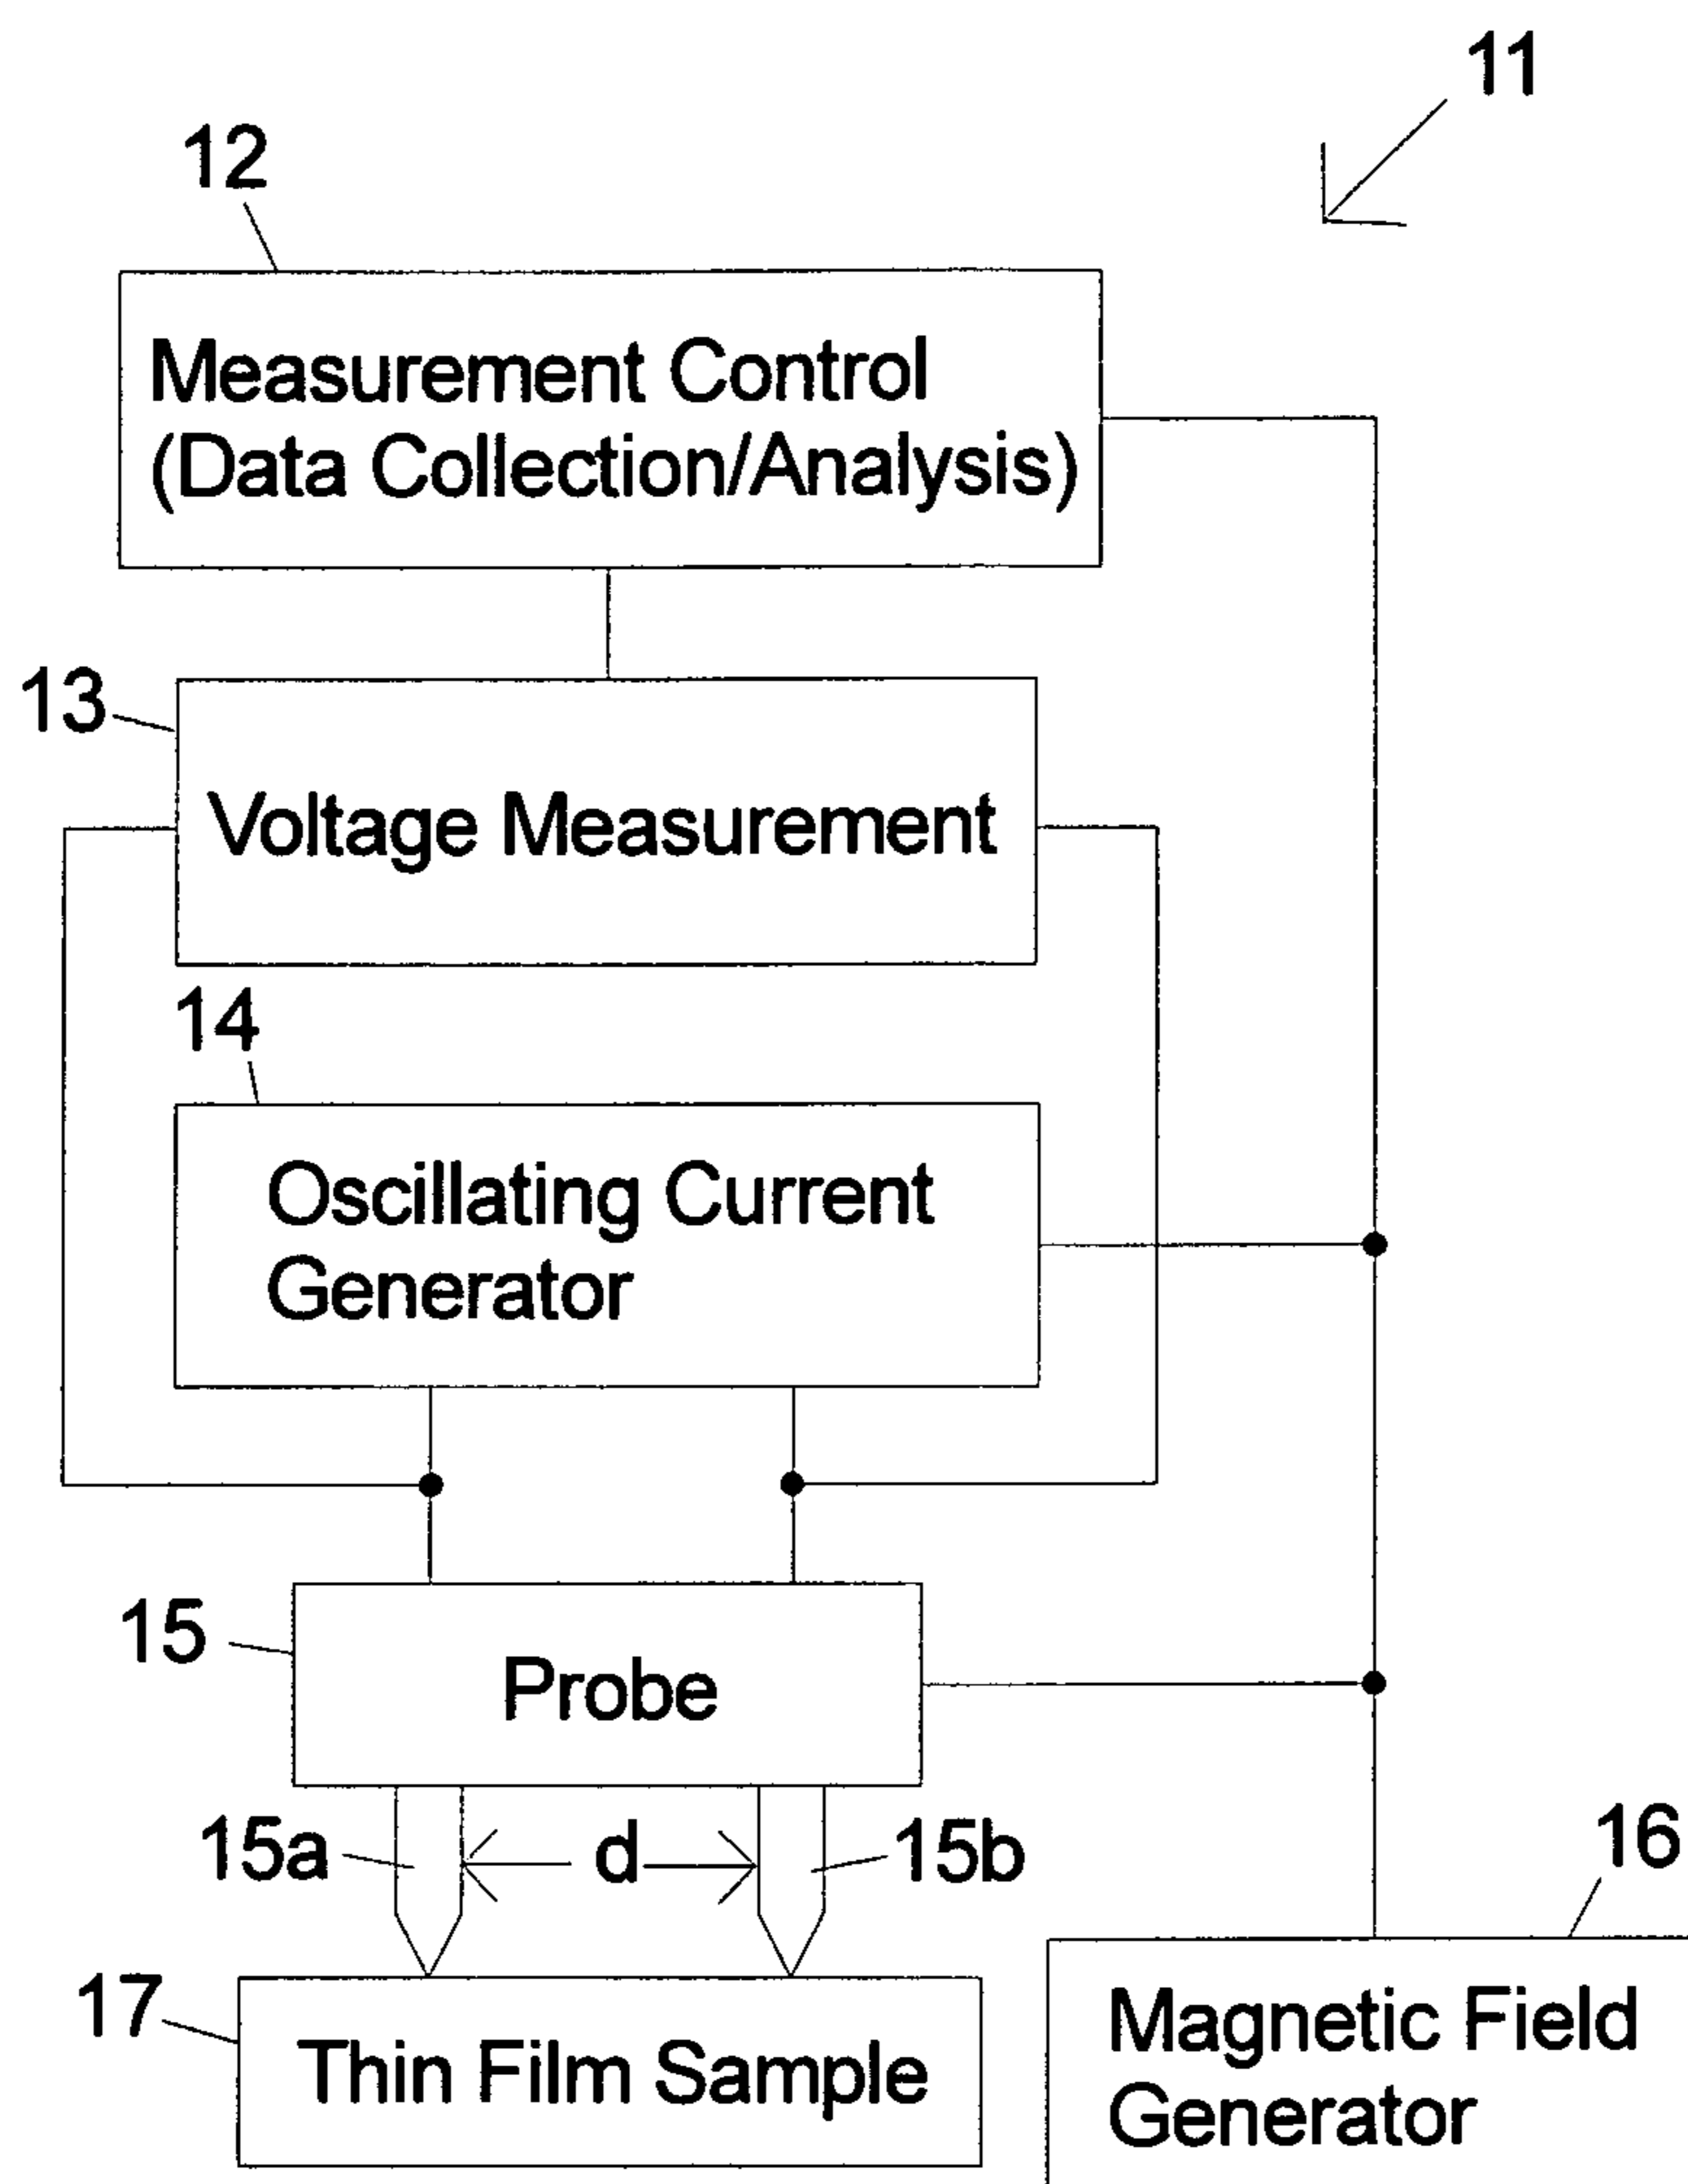 11
12
Measurement Control
(Data Collection/Analysis)
13
Voltage Measurement
14
Oscillating Current
Generator
15
Probe
15a
d
15b
16
17
Thin Film Sample
Magnetic Field
Generator